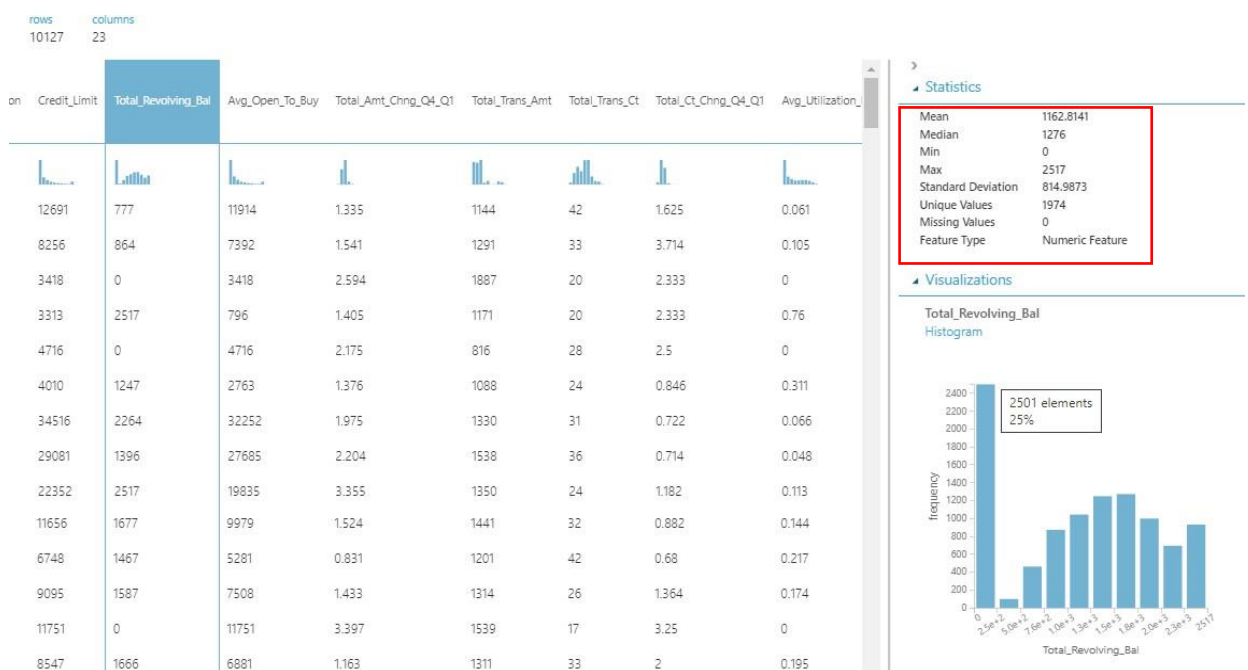 rows columns
10127 23
on Credit_Limit Total_Revolving_Bal Avg_Open_To_Buy Total_Amt_Chng_Q4_Q1 Total_Trans_Amt Total_Trans_Ct Total_Ct_Chng_Q4_Q1 Avg_Utilization_
12691 777 11914 1.335 1144 42 1.625 0.061
8256 864 7392 1.541 1291 33 3.714 0.105
3418 0 3418 2.594 1887 20 2.333 0
3313 2517 796 1.405 1171 20 2.333 0.76
4716 0 4716 2.175 816 28 2.5 0
4010 1247 2763 1.376 1088 24 0.846 0.311
34516 2264 32252 1.975 1330 31 0.722 0.066
29081 1396 27685 2.204 1538 36 0.714 0.048
22352 2517 19835 3.355 1350 24 1.182 0.113
11656 1677 9979 1.524 1441 32 0.882 0.144
6748 1467 5281 0.831 1201 42 0.68 0.217
9095 1587 7508 1.433 1314 26 1.364 0.174
11751 0 11751 3.397 1539 17 3.25 0
8547 1666 6881 1.163 1311 33 2 0.195
Statistics
Mean 1162.8141
Median 1276
Min 0
Max 2517
Standard Deviation 814.9873
Unique Values 1974
Missing Values 0
Feature Type Numeric Feature
Visualizations
Total_Revolving_Bal
Histogram
2501 elements
25%
frequency
2400
2200
2000
1800
1600
1400
1200
1000
800
600
400
200
0
0 2.5e+2 5.0e+2 7.6e+2 1.0e+3 1.3e+3 1.5e+3 1.8e+3 2.0e+3 2.3e+3 2517
Total_Revolving_Bal